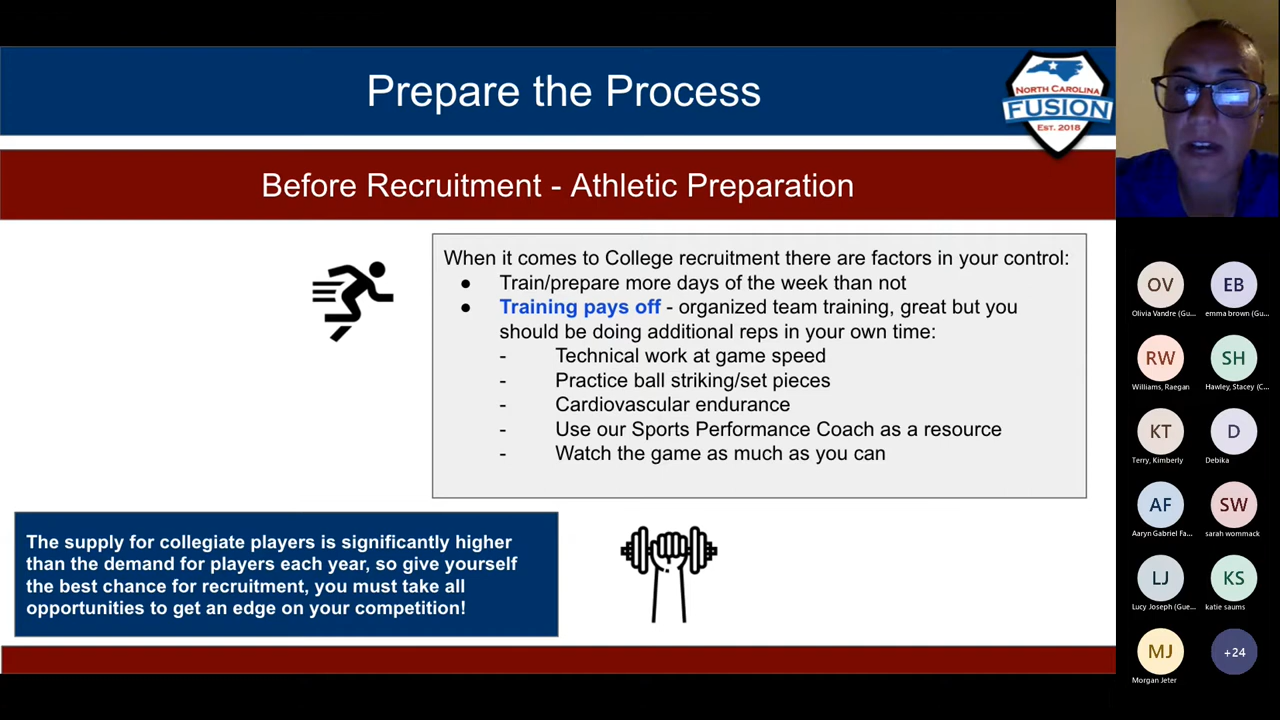 Prepare the Process
NORTH CAROLINA
FUSION
EST. 2018
Before Recruitment - Athletic Preparation
When it comes to College recruitment there are factors in your control:
● Train/prepare more days of the week than not
● Training pays off - organized team training, great but you
should be doing additional reps in your own time:
- Technical work at game speed
- Practice ball striking/set pieces
- Cardiovascular endurance
- Use our Sports Performance Coach as a resource
- Watch the game as much as you can
The supply for collegiate players is significantly higher
than the demand for players each year, so give yourself
the best chance for recruitment, you must take all
opportunities to get an edge on your competition!
OV EB
Olivia Vandre (Gu... emma brown (Gu...
RW SH
Williams, Raegan Hawley, Stacey (C...
KT D
Terry, Kimberly Debika
AF SW
Aaryn Gabriel Fa... sarah wommack
LJ KS
Lucy Joseph (Gue... katie saums
MJ +24
Morgan Jeter